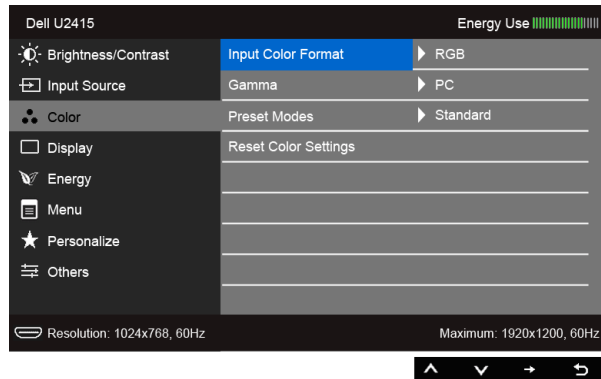 Dell U2415 Energy Use
Brightness/Contrast Input Color Format RGB
Input Source Gamma PC
Color Preset Modes Standard
Display Reset Color Settings
Energy
Menu
Personalize
Others
Resolution: 1024x768, 60Hz Maximum: 1920x1200, 60Hz